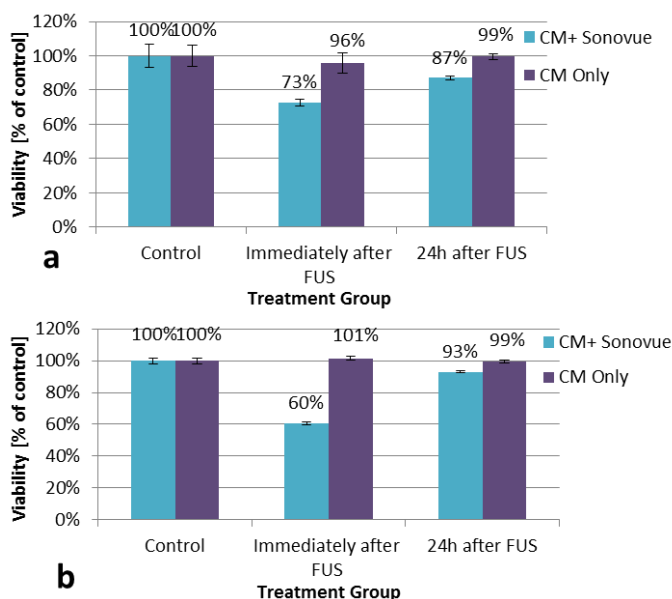 Viability [% of control]
120%
100%
80%
60%
40%
20%
0%
100% 100%
73%
96%
87%
99%
CM+ Sonovue
CM Only
Control
Immediately after
FUS
24h after FUS
Treatment Group
a
Viability [% of control]
120%
100%
80%
60%
40%
20%
0%
100% 100%
60%
101%
93%
99%
CM+ Sonovue
CM Only
Control
Immediately after
FUS
24h after FUS
Treatment Group
b